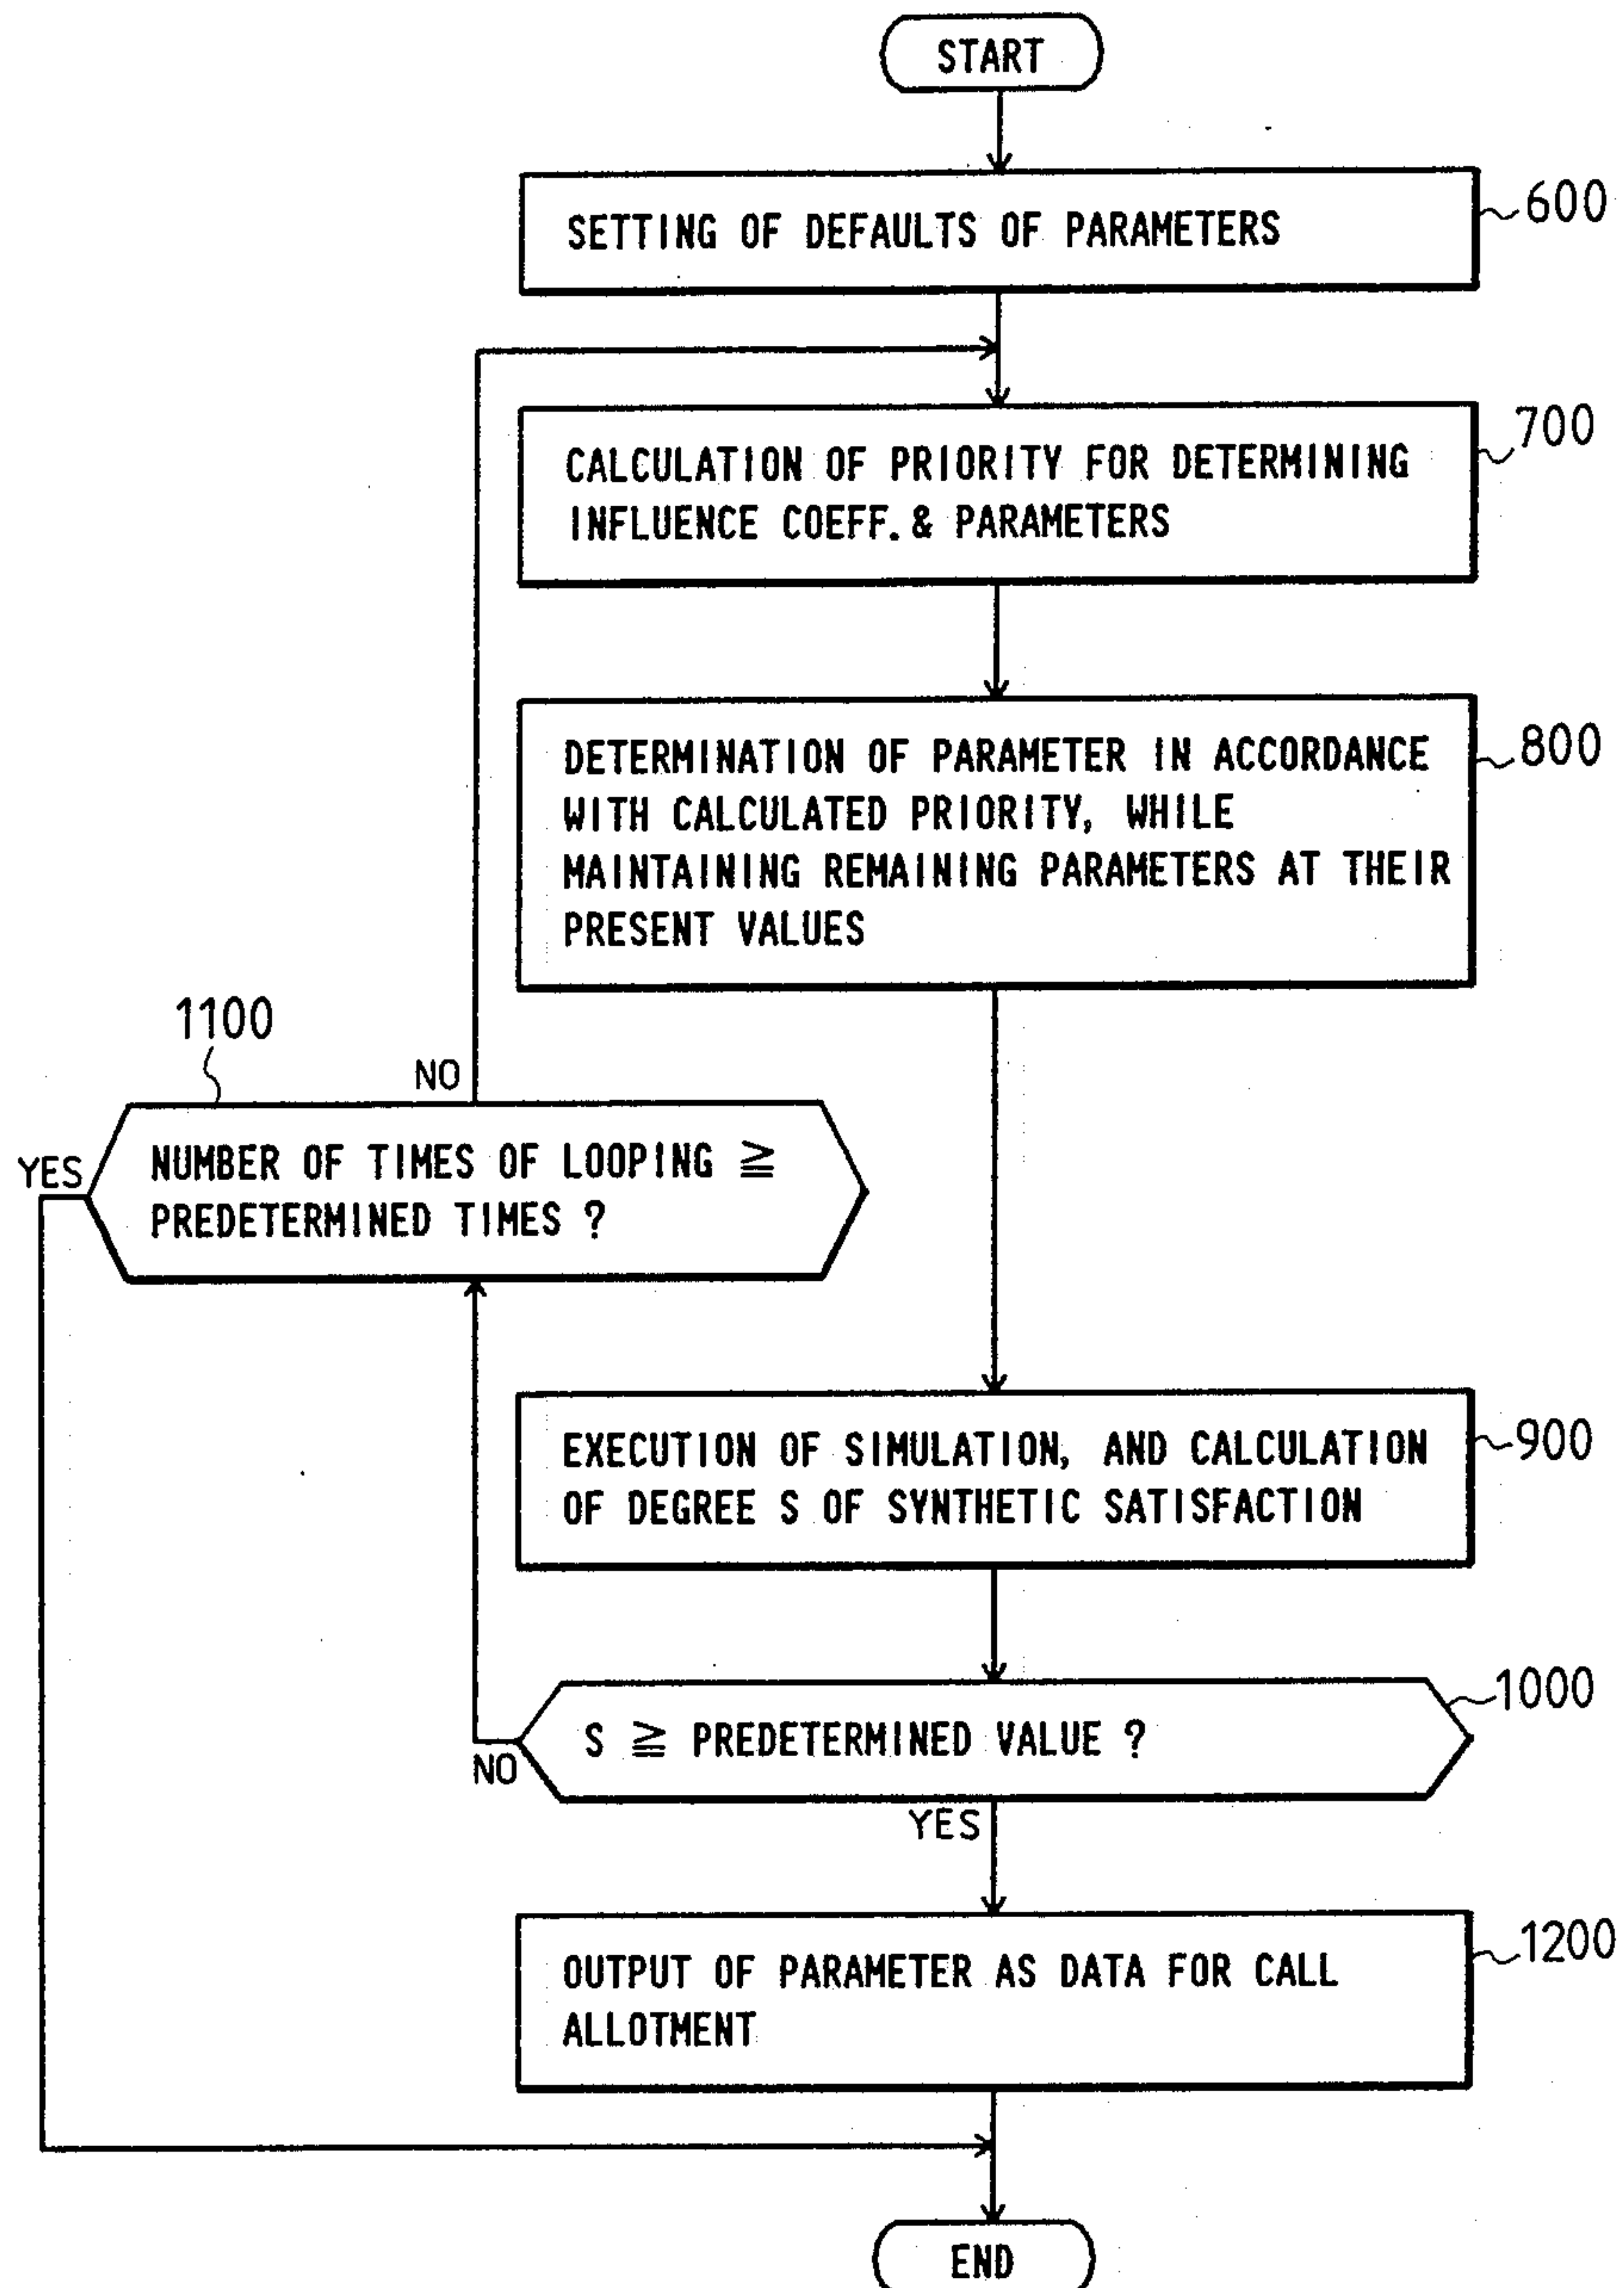 START
SETTING OF DEFAULTS OF PARAMETERS
600
CALCULATION OF PRIORITY FOR DETERMINING
INFLUENCE COEFF. & PARAMETERS
700
DETERMINATION OF PARAMETER IN ACCORDANCE
WITH CALCULATED PRIORITY, WHILE
MAINTAINING REMAINING PARAMETERS AT THEIR
PRESENT VALUES
800
1100
NO
YES
NUMBER OF TIMES OF LOOPING ≧
PREDETERMINED TIMES ?
EXECUTION OF SIMULATION, AND CALCULATION
OF DEGREE S OF SYNTHETIC SATISFACTION
900
S ≧ PREDETERMINED VALUE ?
1000
NO
YES
OUTPUT OF PARAMETER AS DATA FOR CALL
ALLOTMENT
1200
END